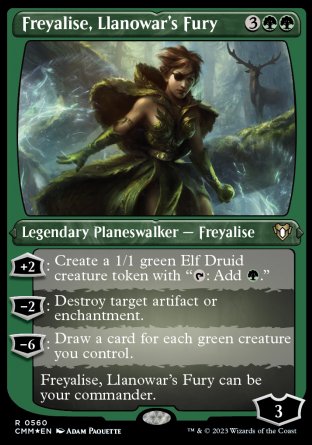 Freyalise, Llanowar's Fury 3
Legendary Planeswalker — Freyalise
+2: Create a 1/1 green Elf Druid
creature token with “: Add .”
−2: Destroy target artifact or
enchantment.
−6: Draw a card for each green creature
you control.
Freyalise, Llanowar's Fury can be
your commander.
3
R 0560
CMM★EN Adam Paquette ™ & © 2023 Wizards of the Coast